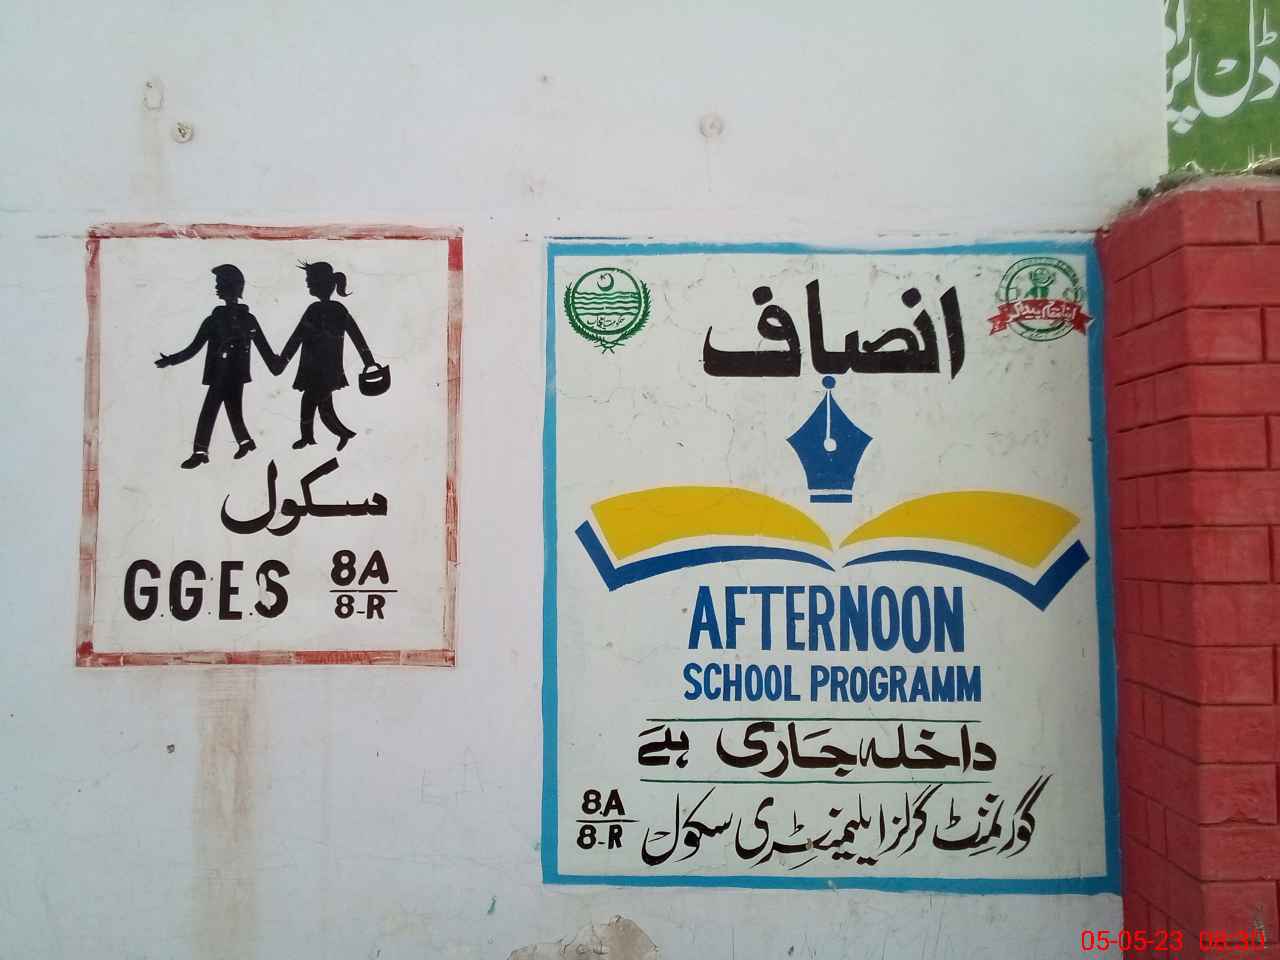 سکول
G.G.E.S 8A/8-R
انصاف
AFTERNOON
SCHOOL PROGRAMM
داخلہ جاری ہے
گورنمنٹ گرلز ایلیمنٹری سکول 8A/8-R
05-05-23 08:30